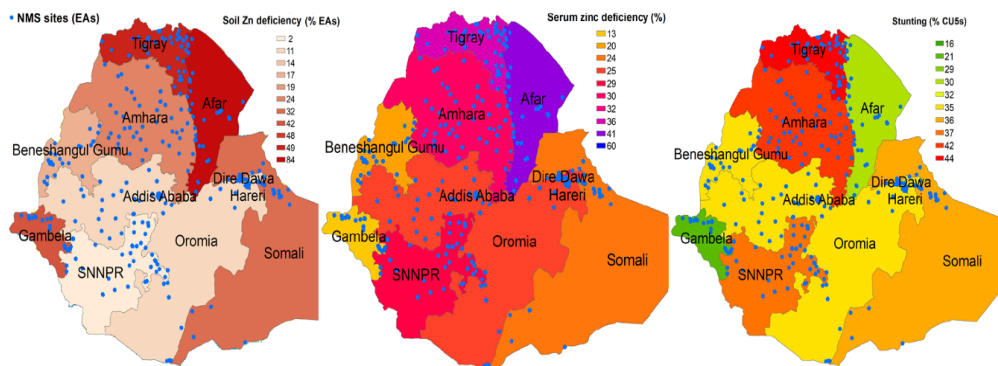 NMS sites (EAs)
Soil Zn deficiency (% EAs)
2
11
14
17
19
24
32
42
48
49
84
Tigray
Afar
Amhara
Beneshangul Gumu
Dire Dawa
Addis Ababa
Hareri
Gambela
Oromia
Somali
SNNPR
Serum zinc deficiency (%)
13
20
24
25
29
30
32
36
41
60
Tigray
Afar
Amhara
Beneshangul Gumu
Dire Dawa
Addis Ababa
Hareri
Gambela
Oromia
Somali
SNNPR
Stunting (% CU5s)
16
21
29
30
32
35
36
37
42
44
Tigray
Afar
Amhara
Beneshangul Gumu
Dire Dawa
Addis Ababa
Hareri
Gambela
Oromia
Somali
SNNPR